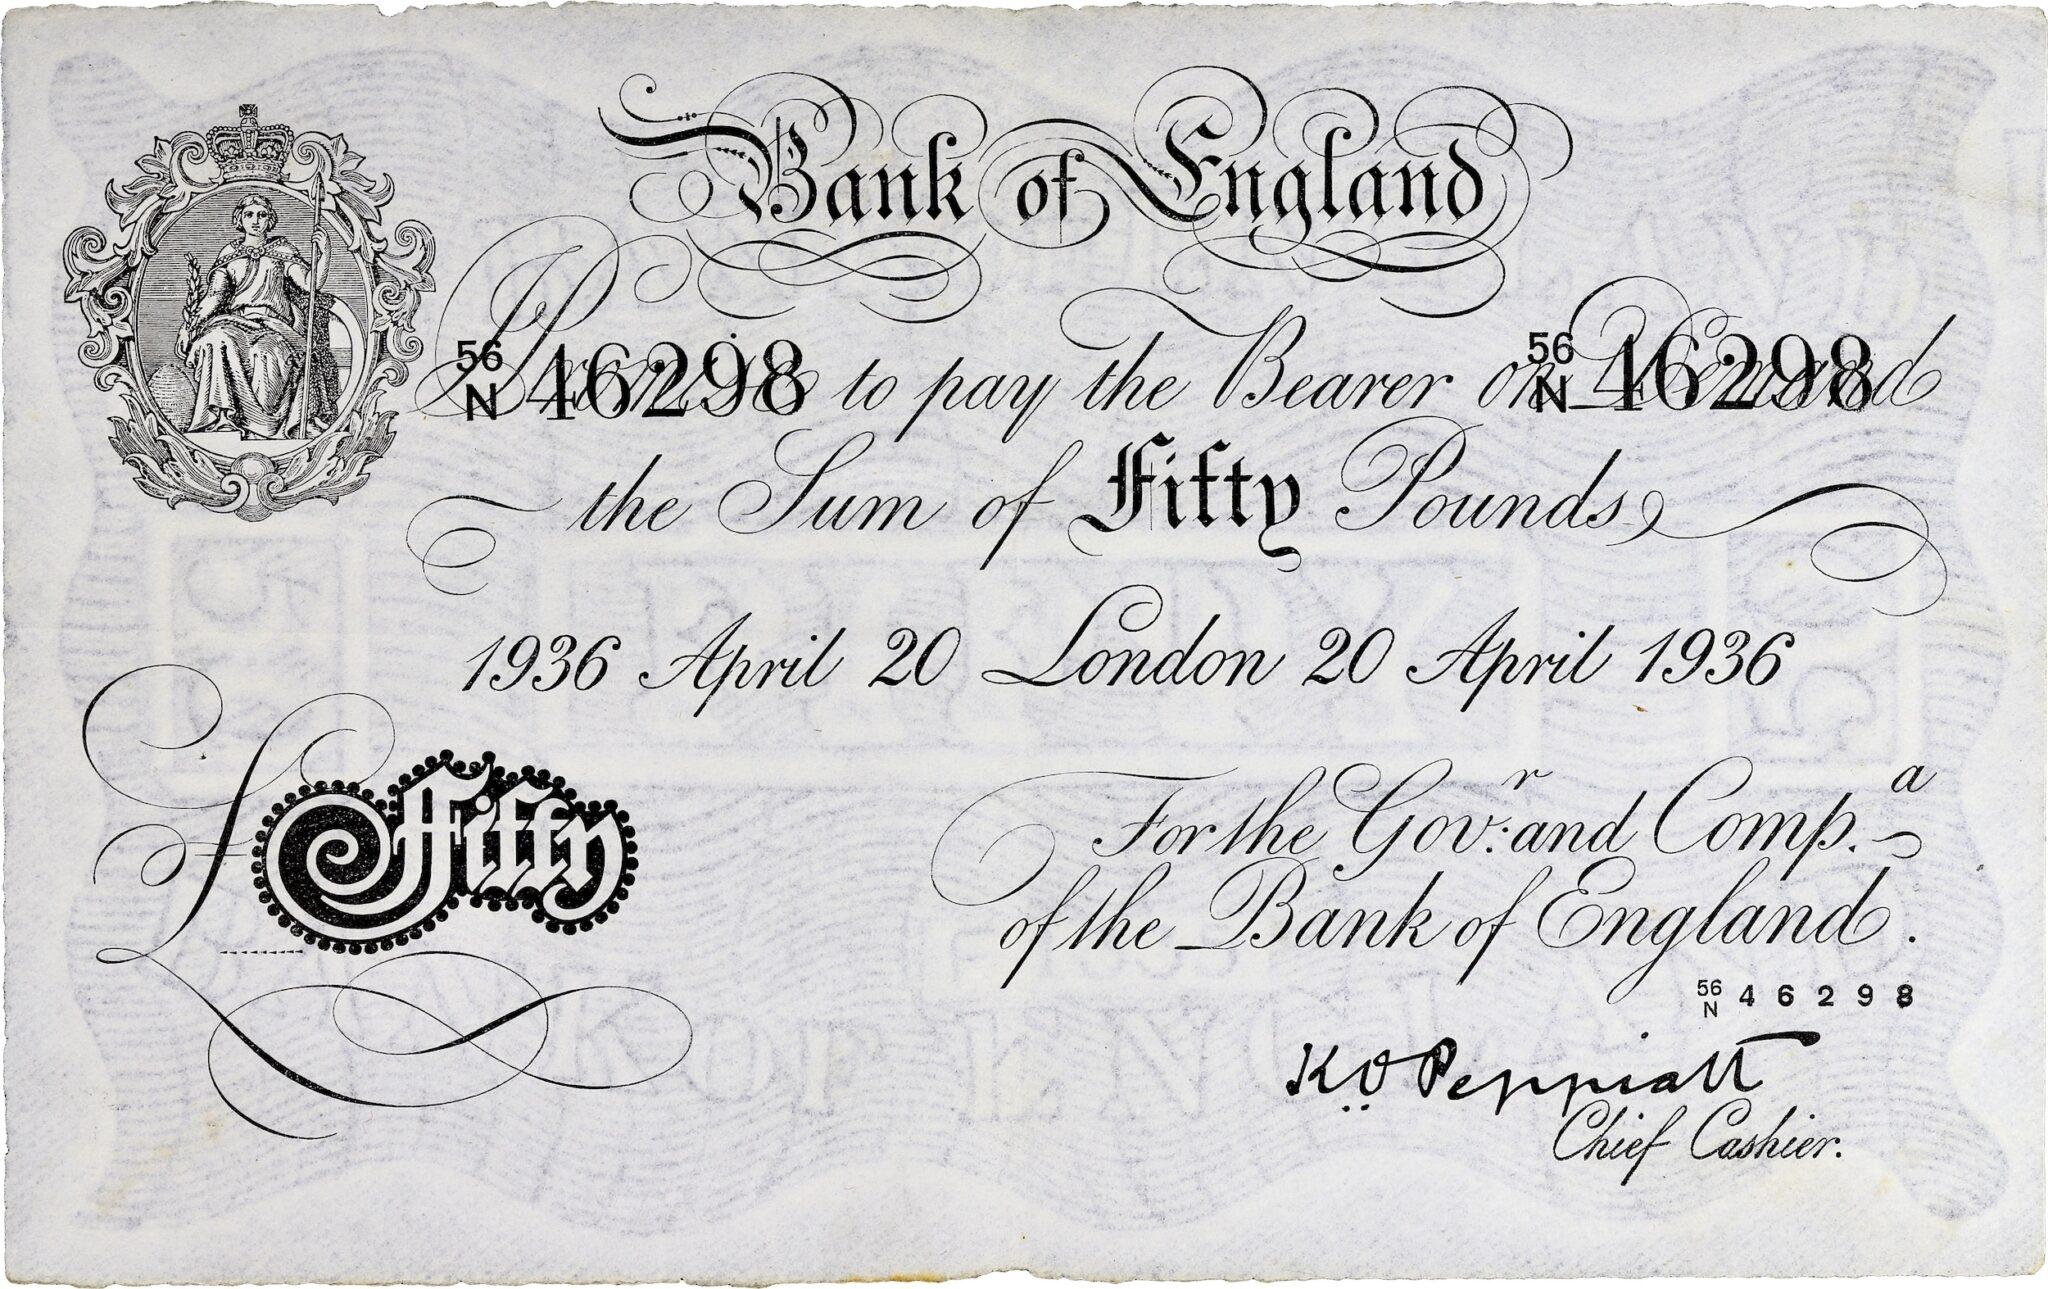 Bank of England
56/N 46298 I Promise to pay the Bearer on Demand 56/N 46298
the Sum of Fifty Pounds
1936 April 20 London 20 April 1936
£ Fifty
For the Govr. and Compa.
of the Bank of England.
56/N 46298
K O Peppiatt
Chief Cashier.